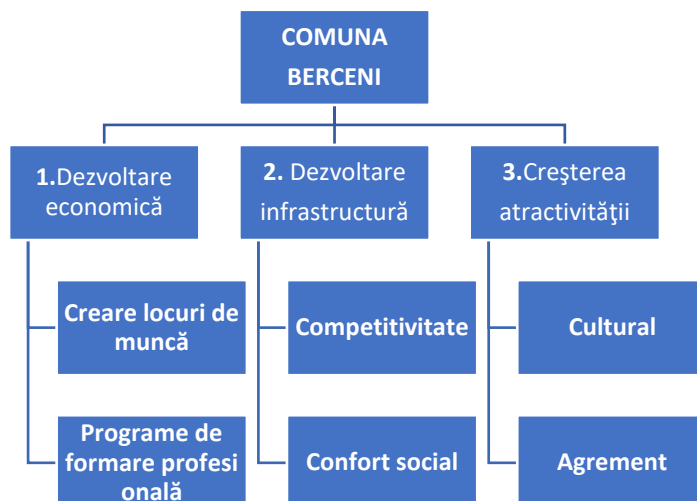 COMUNA
BERCENI
1.Dezvoltare
economică
2. Dezvoltare
infrastructură
3.Creşterea
atractivităţii
Creare locuri de
muncă
Competitivitate
Cultural
Programe de
formare profesi
onală
Confort social
Agrement